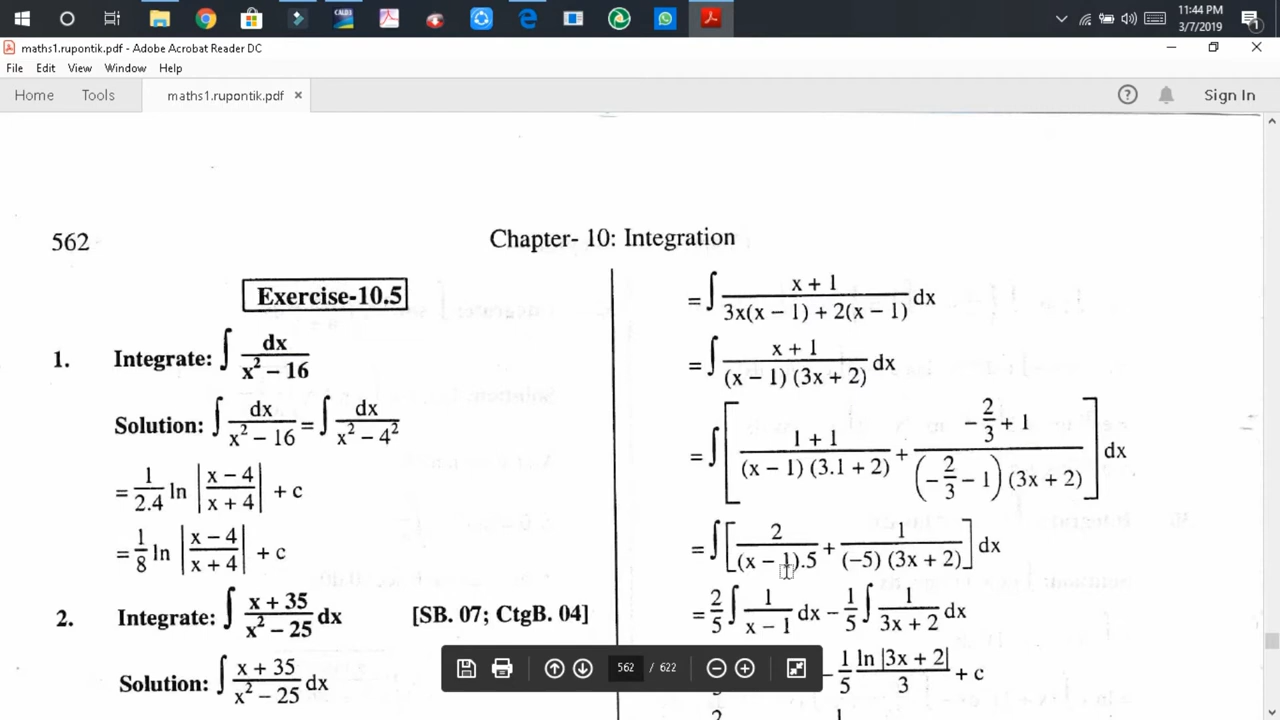 11:44 PM
3/7/2019
maths1.rupontik.pdf - Adobe Acrobat Reader DC
File Edit View Window Help
Home Tools maths1.rupontik.pdf × Sign In
562 Chapter- 10: Integration
Exercise-10.5
1. Integrate: ∫ dx / (x² – 16)
Solution: ∫ dx / (x² – 16) = ∫ dx / (x² – 4²)
= 1/2.4 ln |(x – 4) / (x + 4)| + c
= 1/8 ln |(x – 4) / (x + 4)| + c
2. Integrate: ∫ (x + 35) / (x² – 25) dx [SB. 07; CtgB. 04]
Solution: ∫ (x + 35) / (x² – 25) dx
= ∫ (x + 1) / (3x(x – 1) + 2(x – 1)) dx
= ∫ (x + 1) / ((x – 1) (3x + 2)) dx
= ∫ [(1 + 1) / ((x – 1) (3.1 + 2)) + (–2/3 + 1) / ((–2/3 – 1) (3x + 2))] dx
= ∫ [2 / ((x – 1).5) + 1 / ((–5) (3x + 2))] dx
= 2/5 ∫ 1 / (x – 1) dx – 1/5 ∫ 1 / (3x + 2) dx
– 1/5 ln |3x + 2| / 3 + c
2 1
562 / 622